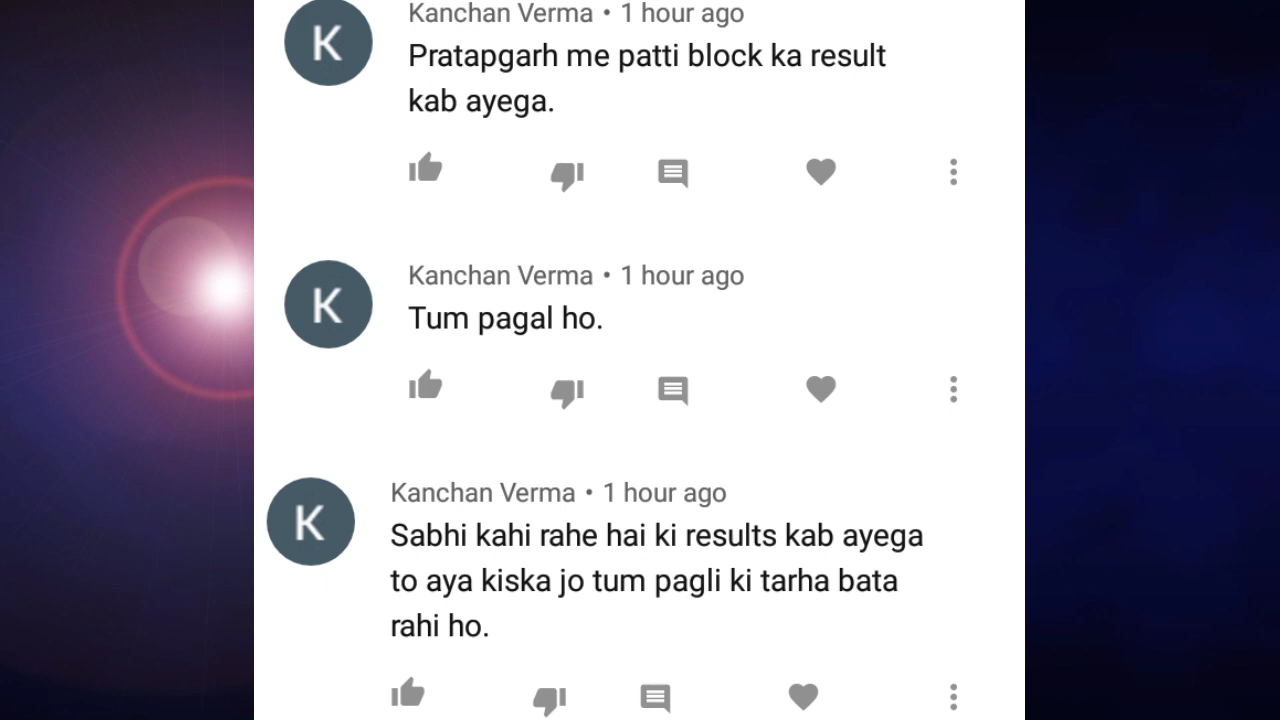 K
Kanchan Verma • 1 hour ago
Pratapgarh me patti block ka result
kab ayega.
K
Kanchan Verma • 1 hour ago
Tum pagal ho.
K
Kanchan Verma • 1 hour ago
Sabhi kahi rahe hai ki results kab ayega
to aya kiska jo tum pagli ki tarha bata
rahi ho.